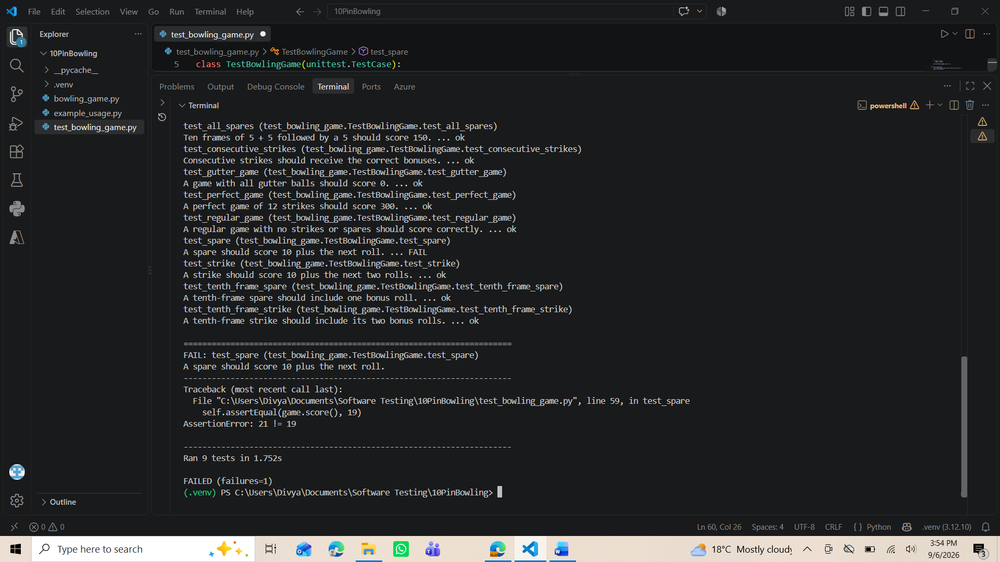 File Edit Selection View Go Run Terminal Help
10PinBowling
Explorer
1
10PinBowling
__pycache__
.venv
bowling_game.py
example_usage.py
test_bowling_game.py
Outline
test_bowling_game.py
test_bowling_game.py > TestBowlingGame > test_spare
5 class TestBowlingGame(unittest.TestCase):
Problems Output Debug Console Terminal Ports Azure
Terminal
powershell
test_all_spares (test_bowling_game.TestBowlingGame.test_all_spares)
Ten frames of 5 + 5 followed by a 5 should score 150. ... ok
test_consecutive_strikes (test_bowling_game.TestBowlingGame.test_consecutive_strikes)
Consecutive strikes should receive the correct bonuses. ... ok
test_gutter_game (test_bowling_game.TestBowlingGame.test_gutter_game)
A game with all gutter balls should score 0. ... ok
test_perfect_game (test_bowling_game.TestBowlingGame.test_perfect_game)
A perfect game of 12 strikes should score 300. ... ok
test_regular_game (test_bowling_game.TestBowlingGame.test_regular_game)
A regular game with no strikes or spares should score correctly. ... ok
test_spare (test_bowling_game.TestBowlingGame.test_spare)
A spare should score 10 plus the next roll. ... FAIL
test_strike (test_bowling_game.TestBowlingGame.test_strike)
A strike should score 10 plus the next two rolls. ... ok
test_tenth_frame_spare (test_bowling_game.TestBowlingGame.test_tenth_frame_spare)
A tenth-frame spare should include one bonus roll. ... ok
test_tenth_frame_strike (test_bowling_game.TestBowlingGame.test_tenth_frame_strike)
A tenth-frame strike should include its two bonus rolls. ... ok
======================================================================
FAIL: test_spare (test_bowling_game.TestBowlingGame.test_spare)
A spare should score 10 plus the next roll.
----------------------------------------------------------------------
Traceback (most recent call last):
File "C:\Users\Divya\Documents\Software Testing\10PinBowling\test_bowling_game.py", line 59, in test_spare
self.assertEqual(game.score(), 19)
AssertionError: 21 != 19
----------------------------------------------------------------------
Ran 9 tests in 1.752s
FAILED (failures=1)
(.venv) PS C:\Users\Divya\Documents\Software Testing\10PinBowling>
0 0
Ln 60, Col 26 Spaces: 4 UTF-8 CRLF { } Python .venv (3.12.10)
Type here to search
18°C Mostly cloudy
3:54 PM
9/6/2026
3